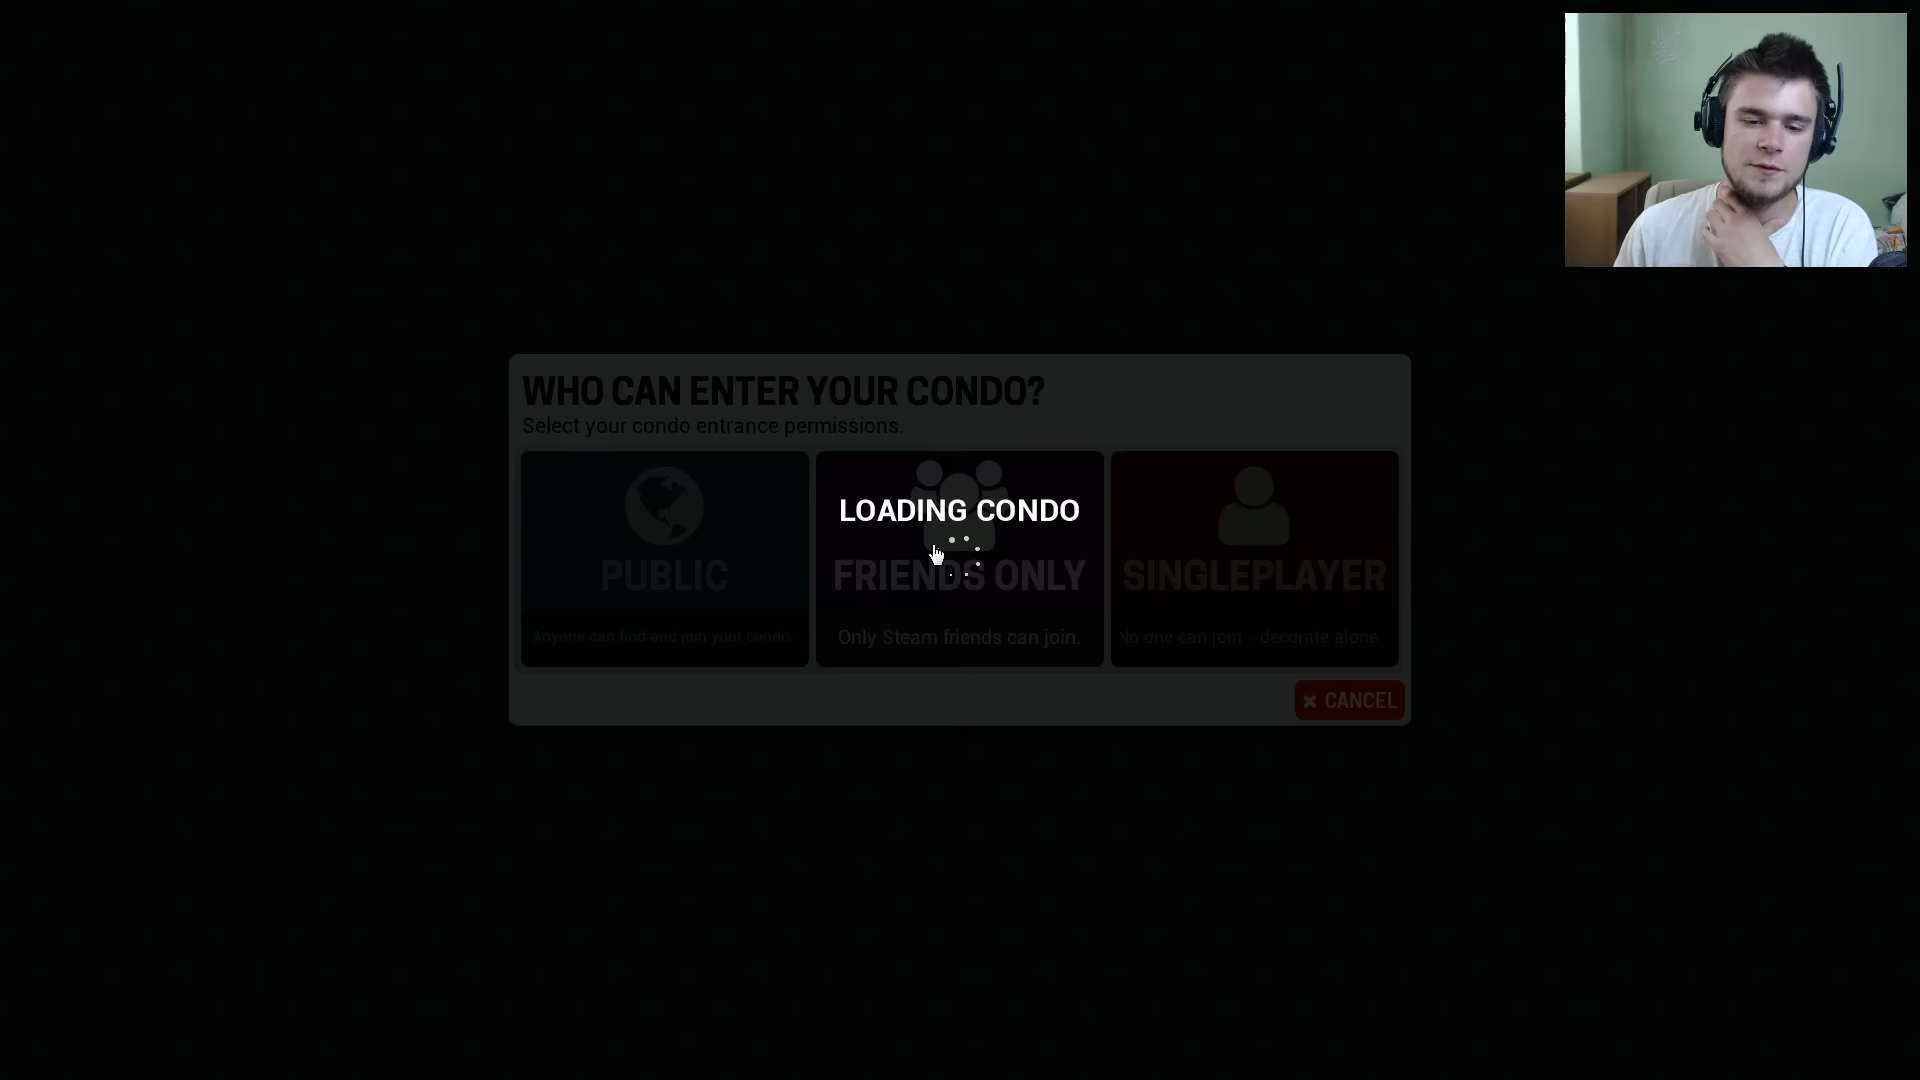 WHO CAN ENTER YOUR CONDO?
Select your condo entrance permissions.
LOADING CONDO
PUBLIC
FRIENDS ONLY
SINGLEPLAYER
Anyone can find and join your condo.
Only Steam friends can join.
No one can join - decorate alone
CANCEL